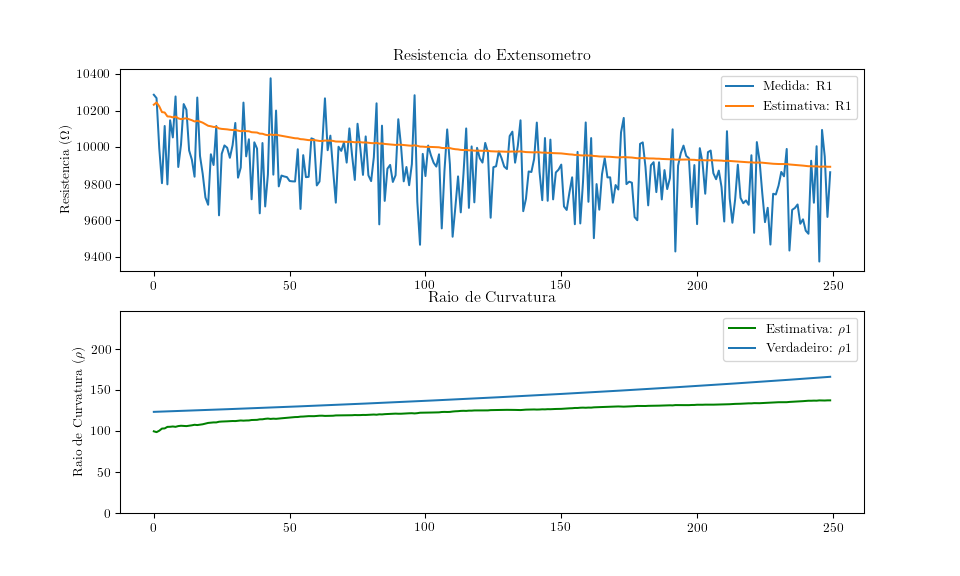 Resistencia do Extensometro
Resistencia (Ω)
10400
10200
10000
9800
9600
9400
Medida: R1
Estimativa: R1
0 50 100 150 200 250
Raio de Curvatura
Raio de Curvatura (ρ)
200
150
100
50
0
Estimativa: ρ1
Verdadeiro: ρ1
0 50 100 150 200 250